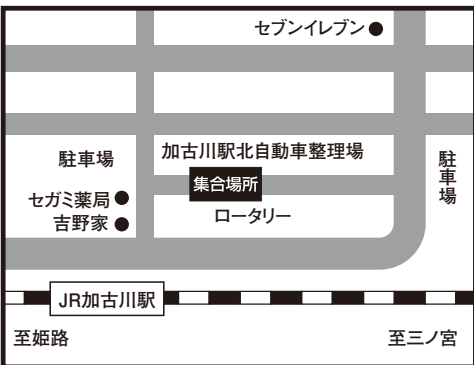 セブンイレブン
駐車場
加古川駅北自動車整理場
集合場所
駐車場
セガミ薬局
吉野家
ロータリー
JR加古川駅
至姫路
至三ノ宮